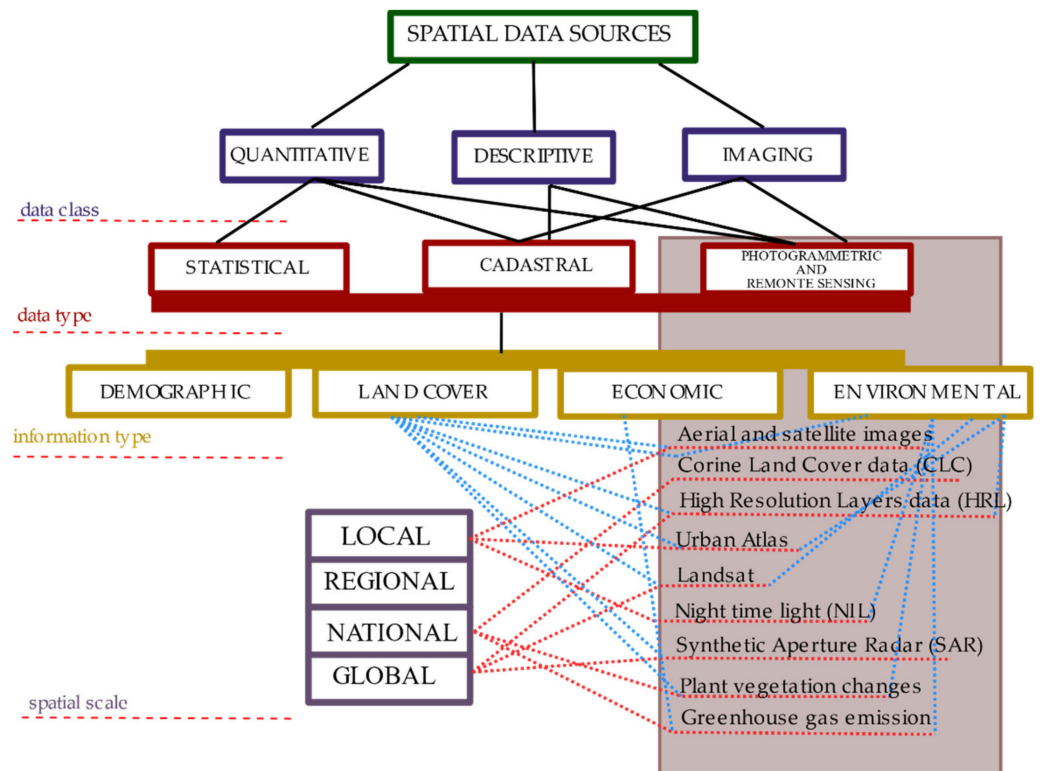 SPATIAL DATA SOURCES
QUANTITATIVE
DESCRIPTIVE
IMAGING
data class
STATISTICAL
CADASTRAL
PHOTOGRAMMETRIC
AND
REMONTE SENSING
data type
DEMOGRAPHIC
LAND COVER
ECONOMIC
ENVIRONMENTAL
information type
Aerial and satellite images
Corine Land Cover data (CLC)
High Resolution Layers data (HRL)
Urban Atlas
Landsat
Night time light (NIL)
Synthetic Aperture Radar (SAR)
Plant vegetation changes
Greenhouse gas emission
LOCAL
REGIONAL
NATIONAL
GLOBAL
spatial scale